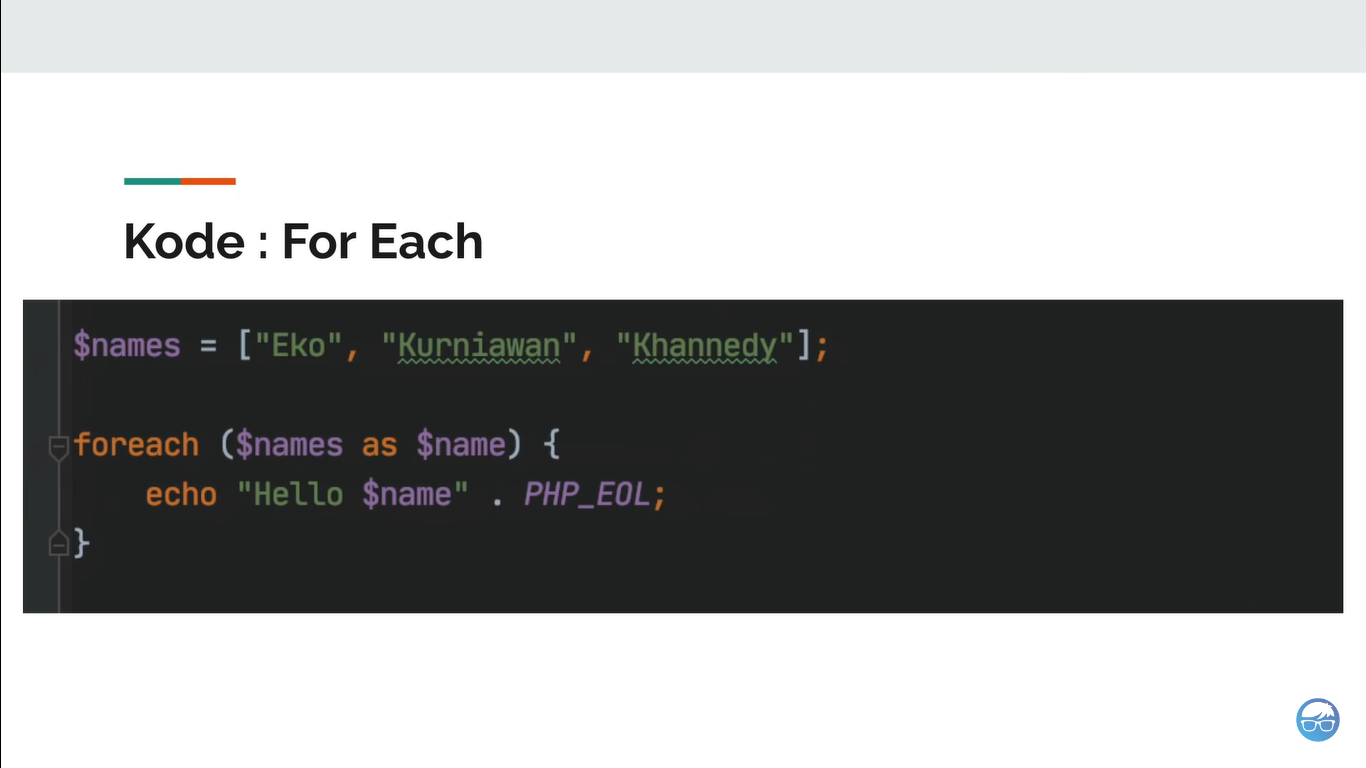 Kode : For Each
$names = ["Eko", "Kurniawan", "Khannedy"];
foreach ($names as $name) {
    echo "Hello $name" . PHP_EOL;
}